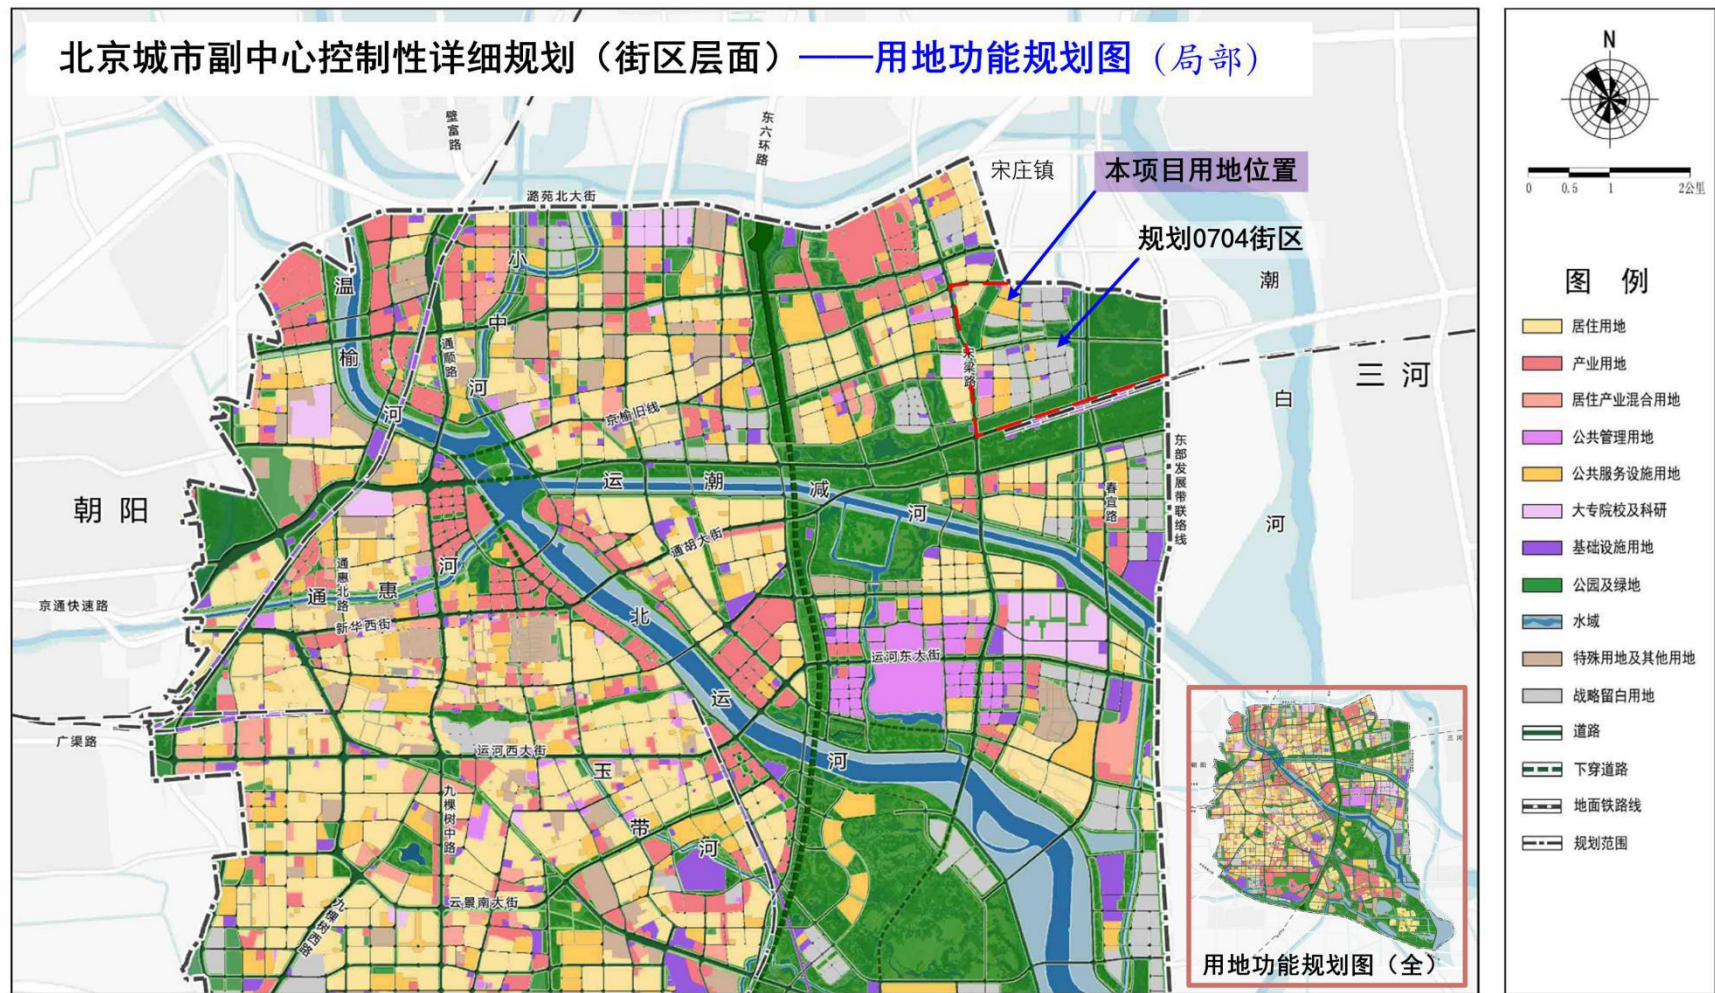 北京城市副中心控制性详细规划（街区层面）——用地功能规划图（局部）
壁富路
东六环路
宋庄镇
本项目用地位置
潞苑北大街
规划0704街区
小
中
河
温
榆
河
通顺路
潮
白
河
宋梁路
三河
京榆旧线
东部发展带联络线
运
潮
减
河
春宜路
朝阳
通胡大街
通惠北路
通
惠
河
京通快速路
新华西街
北
运
河
运河东大街
广渠路
运河西大街
玉
带
河
九棵树中路
云景南大街
九棵树西路
朝阳
三河
用地功能规划图（全）
N
0 0.5 1 2公里
图例
居住用地
产业用地
居住产业混合用地
公共管理用地
公共服务设施用地
大专院校及科研
基础设施用地
公园及绿地
水域
特殊用地及其他用地
战略留白用地
道路
下穿道路
地面铁路线
规划范围